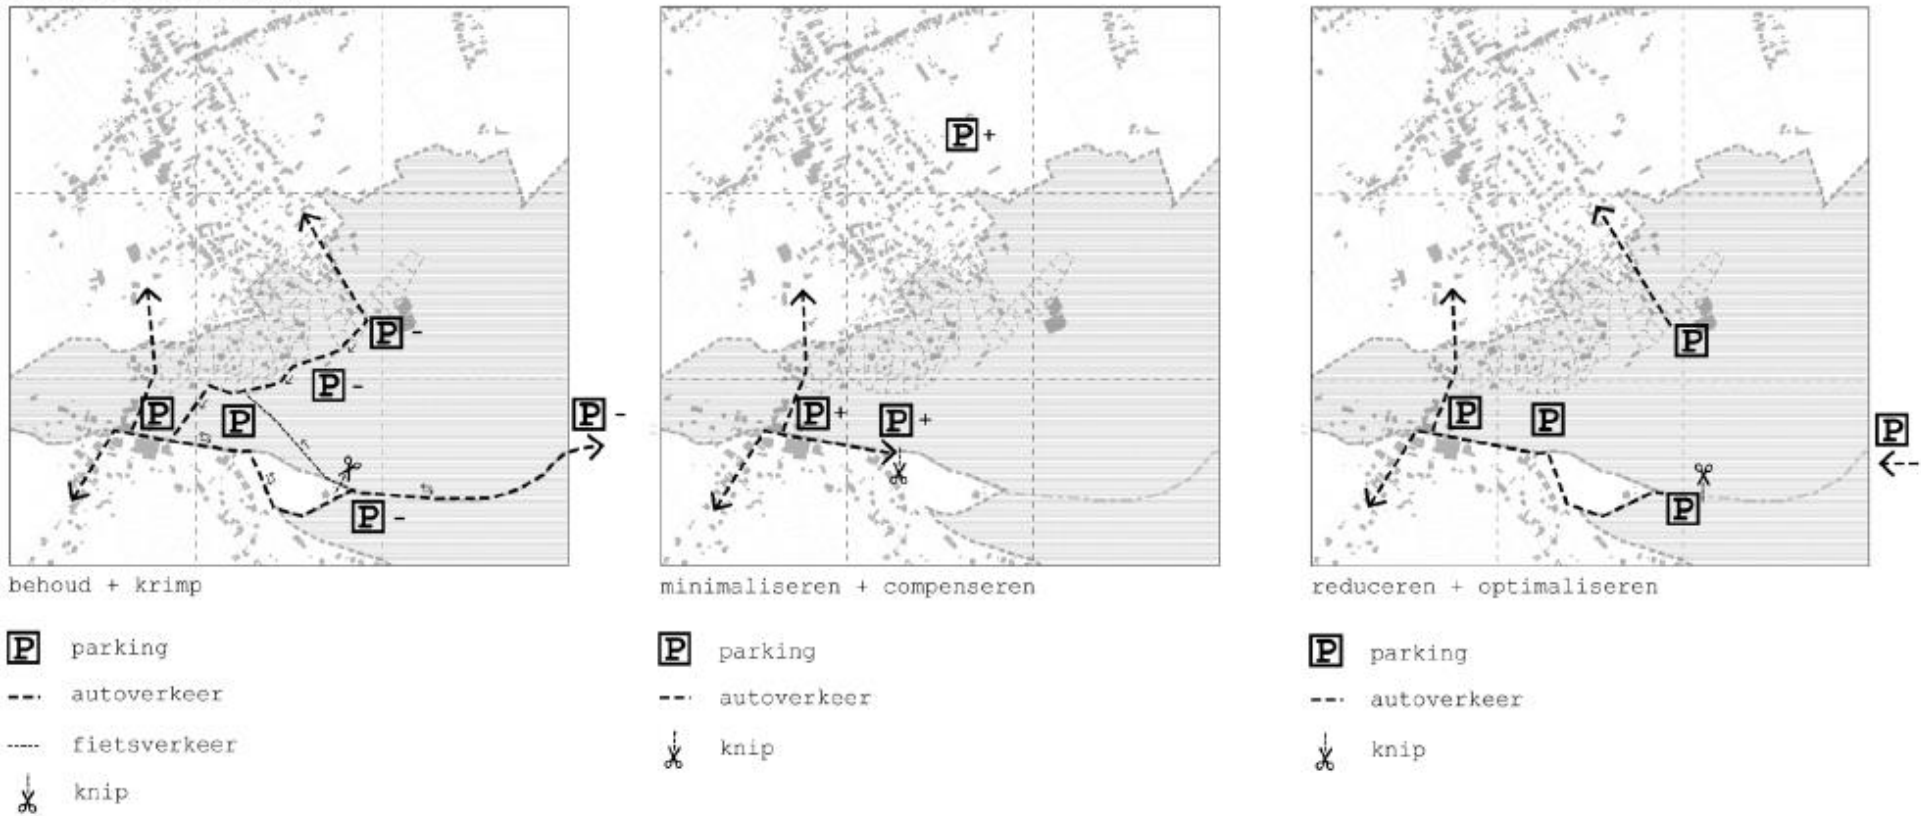 P +
P -
P -
P
P
P -
P -
P +
P +
P
P
P
P
P
behoud + krimp
minimaliseren + compenseren
reduceren + optimaliseren
P parking
autoverkeer
fietsverkeer
knip
P parking
autoverkeer
knip
P parking
autoverkeer
knip